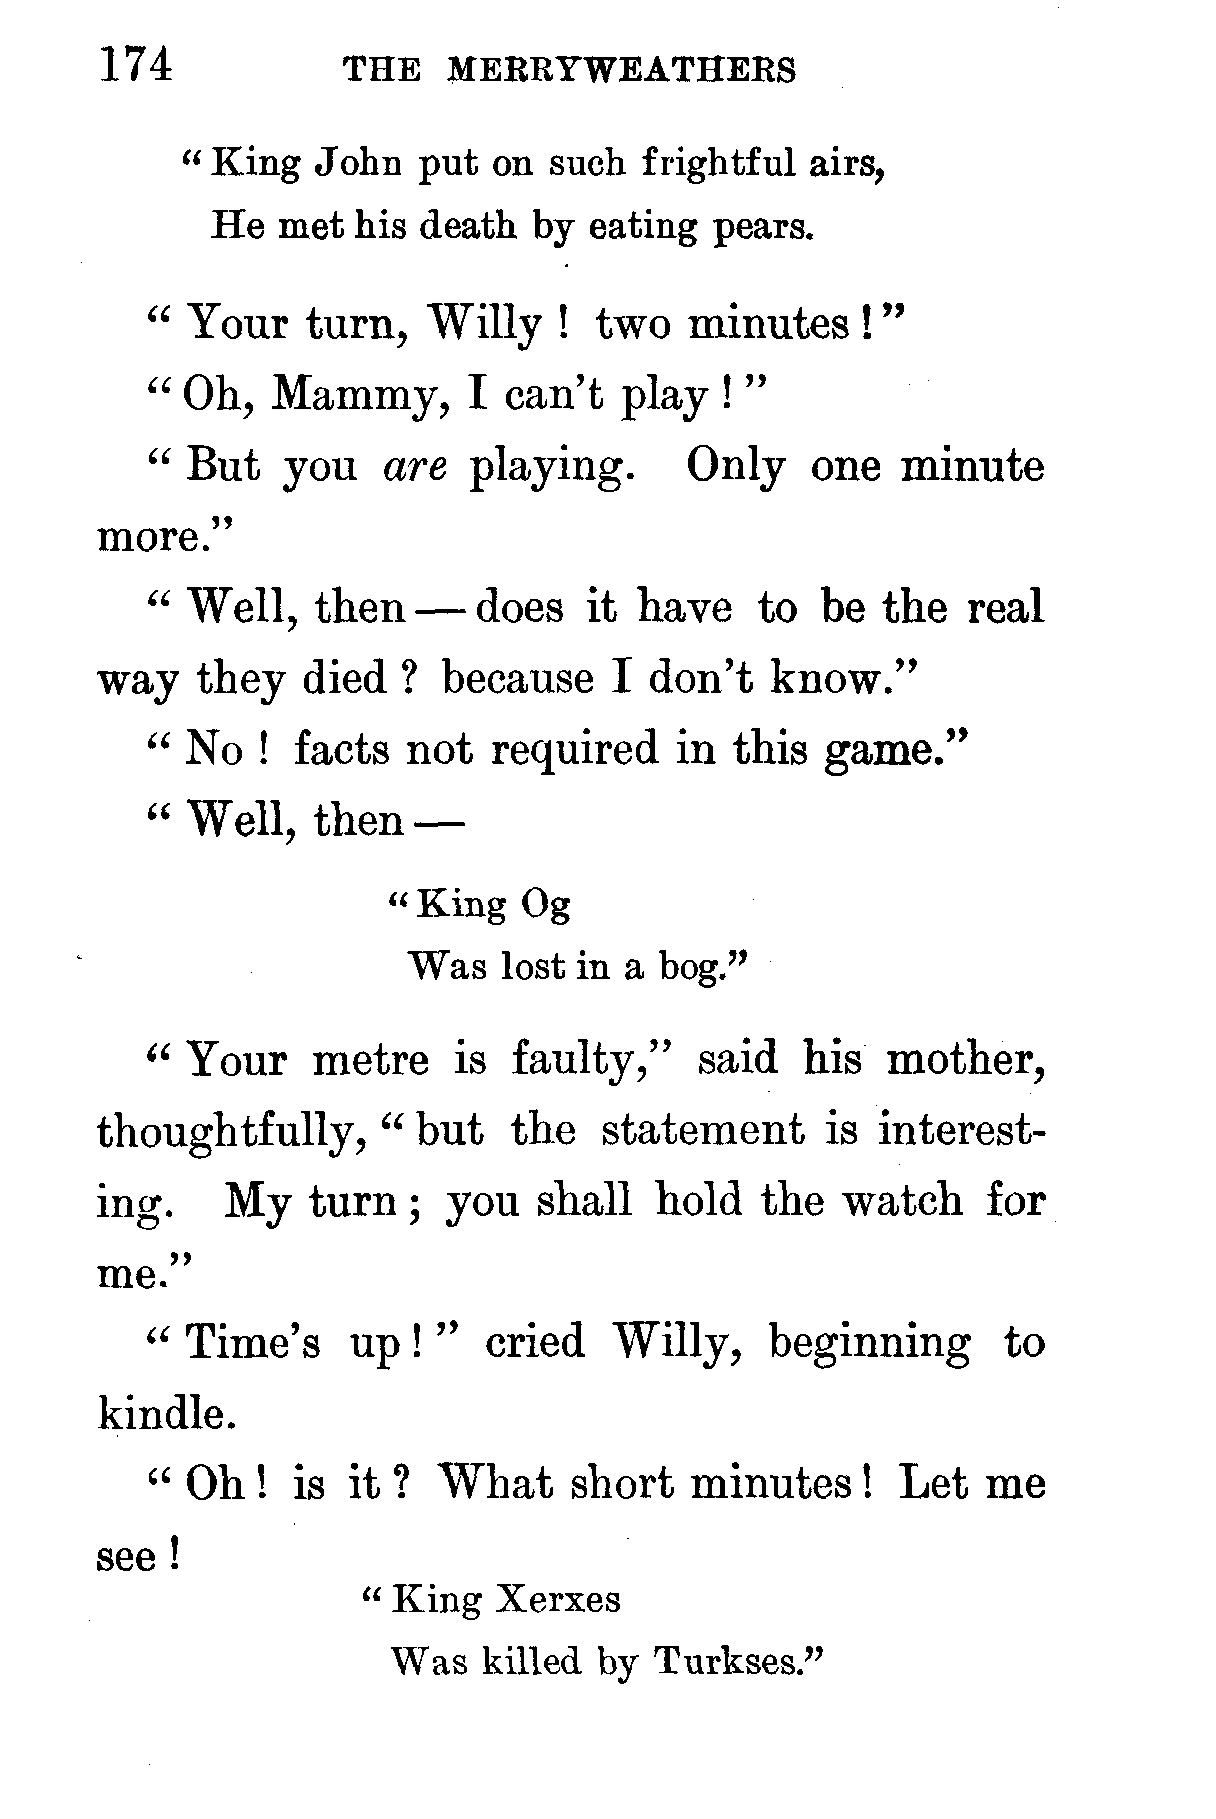 174 THE MERRYWEATHERS
“ King John put on such frightful airs,
He met his death by eating pears.
“ Your turn, Willy ! two minutes ! ”
“ Oh, Mammy, I can’t play ! ”
“ But you are playing. Only one minute
more.”
“ Well, then — does it have to be the real
way they died ? because I don’t know.”
“ No ! facts not required in this game.”
“ Well, then —
“ King Og
Was lost in a bog.”
“ Your metre is faulty,” said his mother,
thoughtfully, “ but the statement is interest-
ing. My turn ; you shall hold the watch for
me.”
“ Time’s up ! ” cried Willy, beginning to
kindle.
“ Oh ! is it ? What short minutes ! Let me
see !
“ King Xerxes
Was killed by Turkses.”